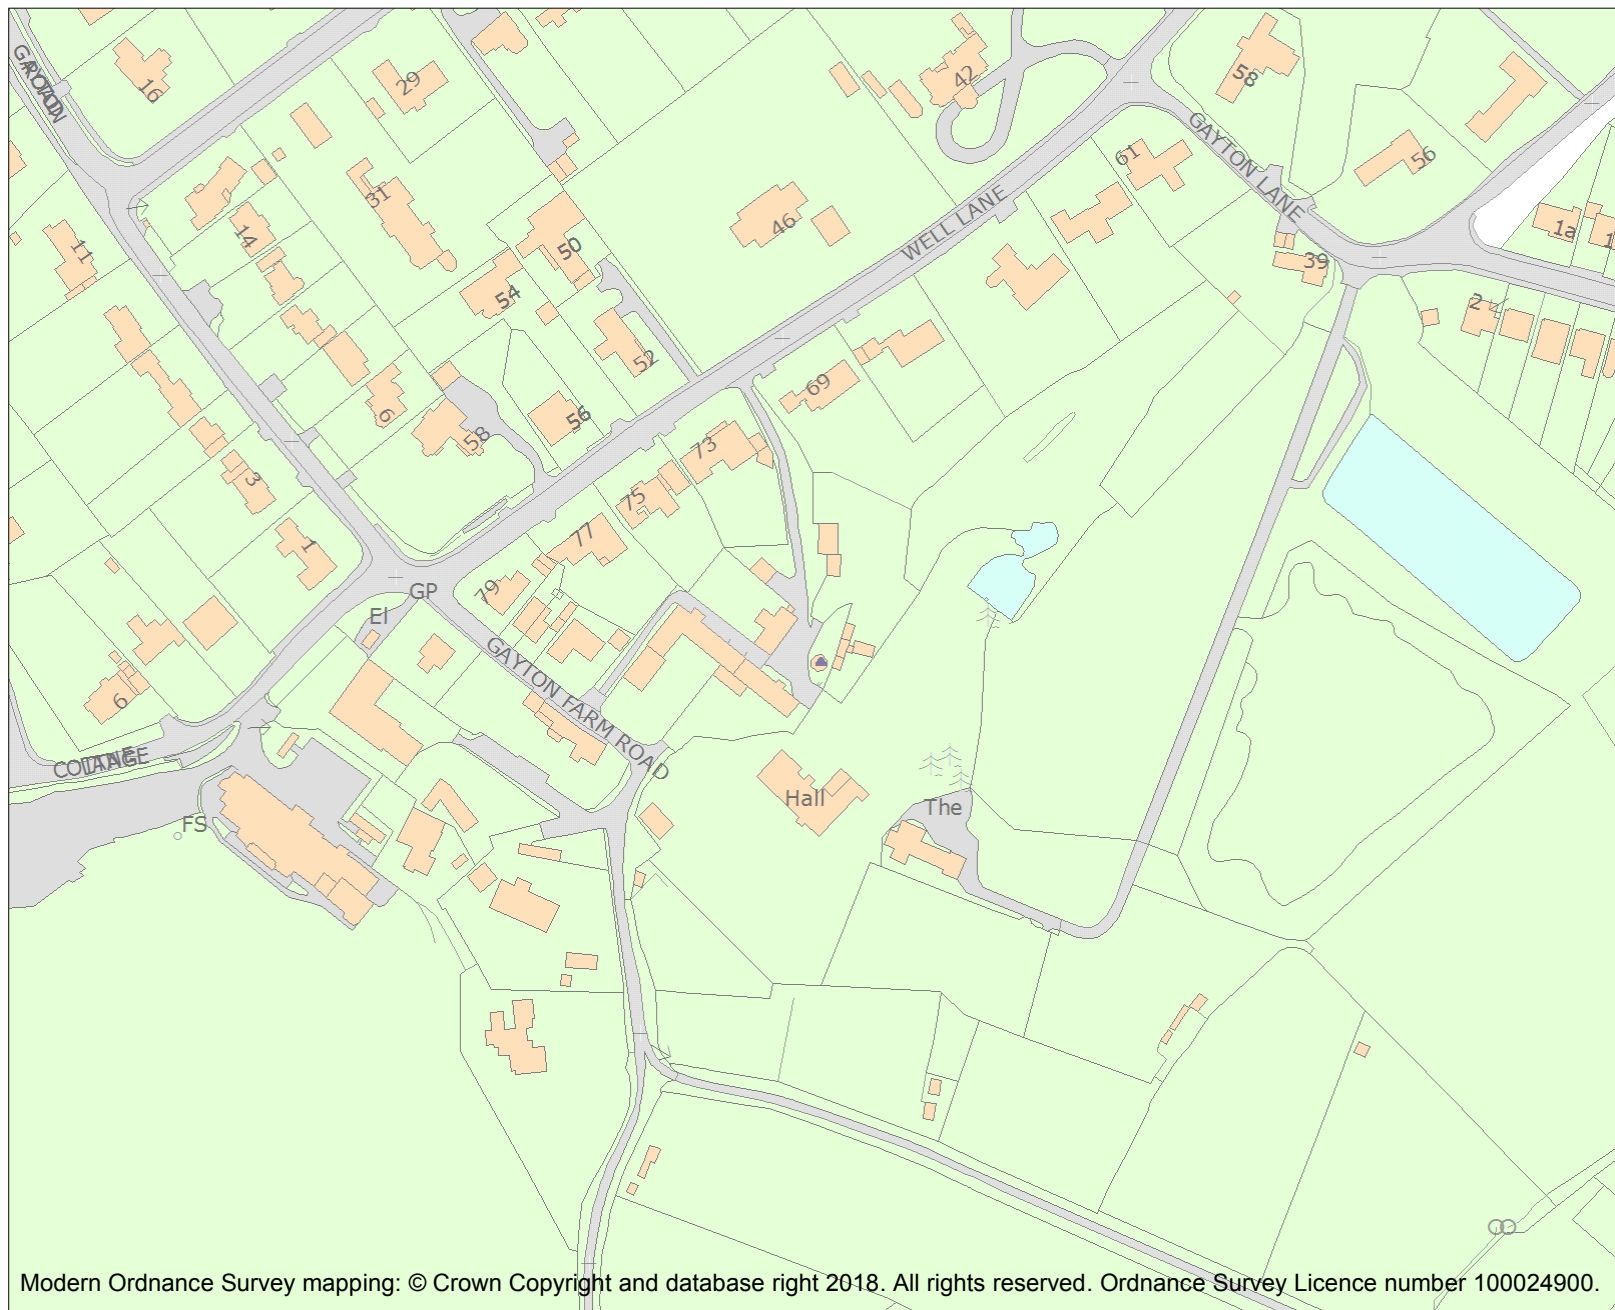 GAYTON
ROAD
16
29
42
58
GAYTON LANE
56
61
31
46
WELL LANE
1a
1
11
14
50
39
54
2
52
69
6
56
58
73
3
75
77
1
79
GP
El
GAYTON FARM ROAD
6
COTTAGE
LANE
Hall
The
FS
Modern Ordnance Survey mapping: © Crown Copyright and database right 2018. All rights reserved. Ordnance Survey Licence number 100024900.